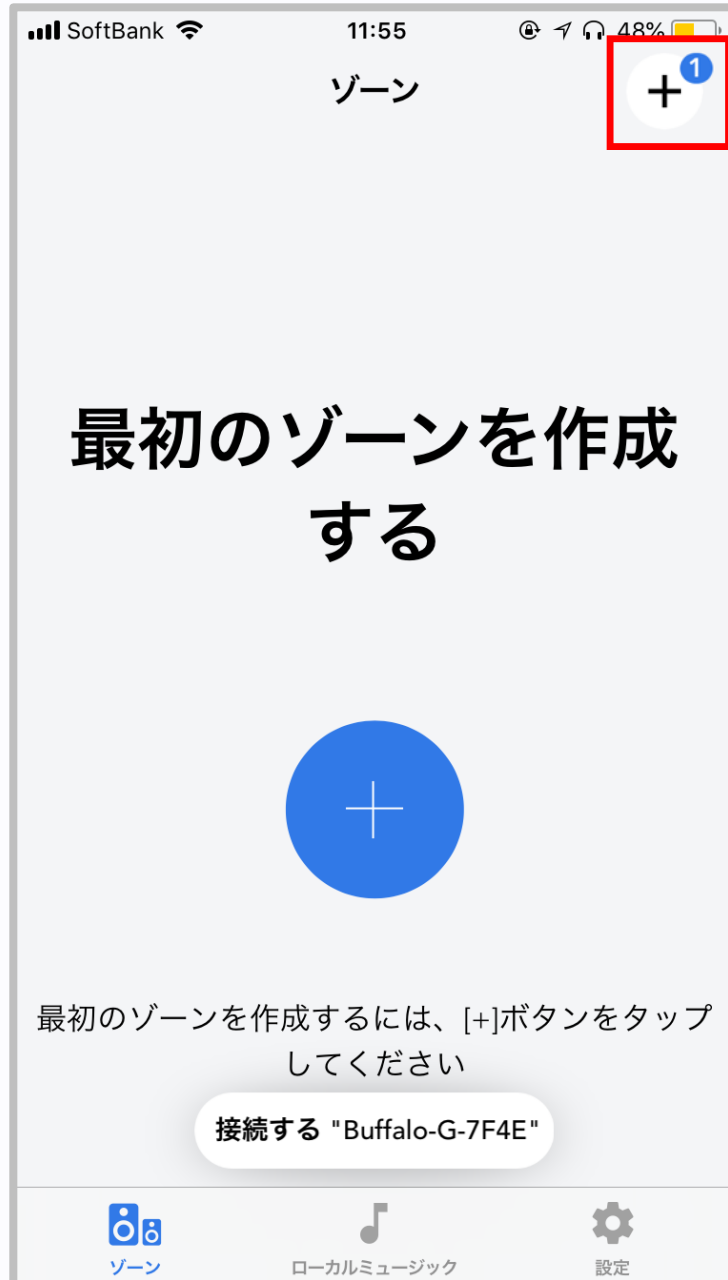 SoftBank 11:55 48%
ゾーン
1
最初のゾーンを作成
する
最初のゾーンを作成するには、[+]ボタンをタップ
してください
接続する "Buffalo-G-7F4E"
ゾーン ローカルミュージック 設定